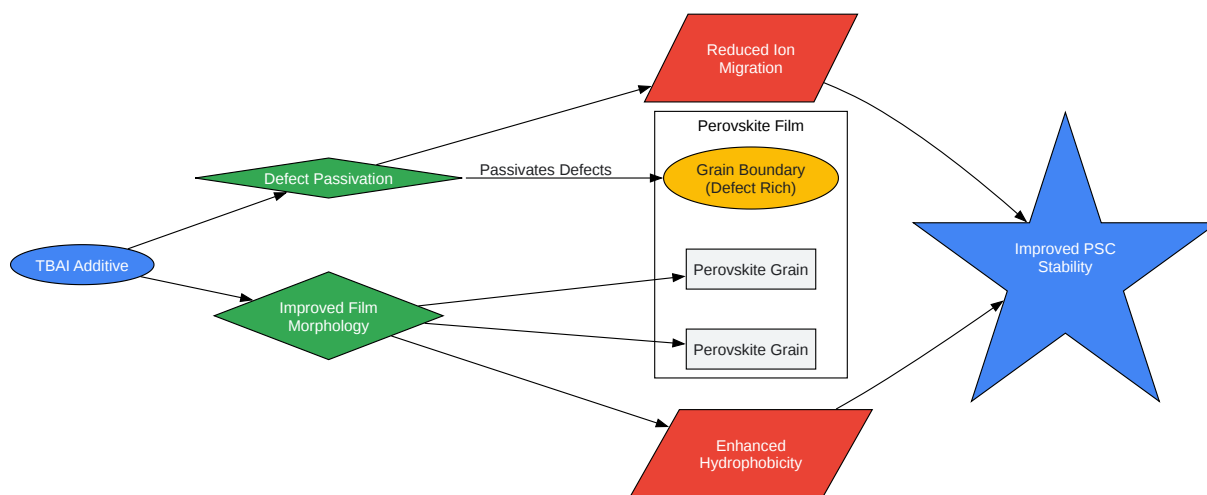 Reduced Ion
Migration
Perovskite Film
Defect Passivation
Passivates Defects
Grain Boundary
(Defect Rich)
TBAI Additive
Improved PSC
Stability
Perovskite Grain
Improved Film
Morphology
Perovskite Grain
Enhanced
Hydrophobicity